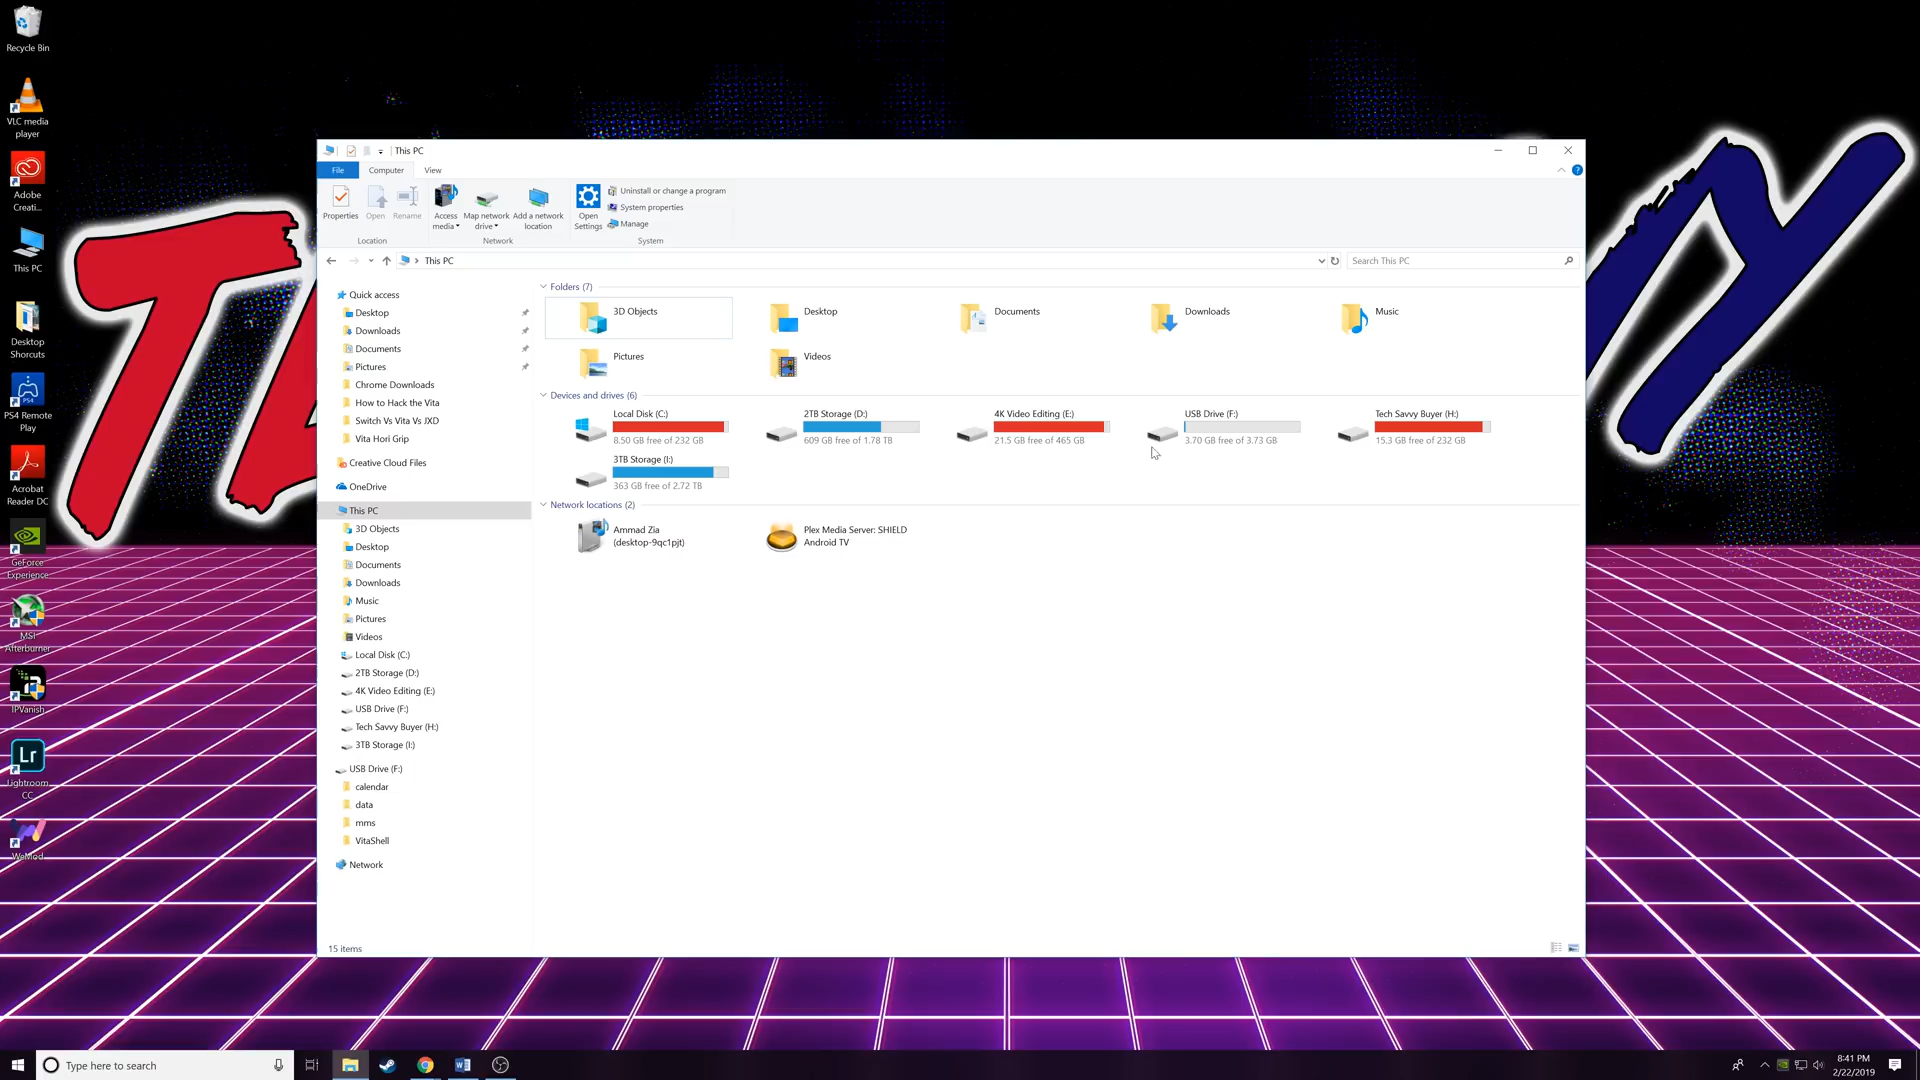 Recycle Bin
VLC media
player
Adobe
Creati...
This PC
Desktop
Shorcuts
PS4 Remote
Play
Acrobat
Reader DC
GeForce
Experience
MSI
Afterburner
IPVanish
Lr
Lightroom
CC
WeMod
This PC
File
Computer
View
Properties
Open
Rename
Location
Access
media
Map network
drive
Add a network
location
Network
Open
Settings
Uninstall or change a program
System properties
Manage
System
This PC
Search This PC
Quick access
Desktop
Downloads
Documents
Pictures
Chrome Downloads
How to Hack the Vita
Switch Vs Vita Vs JXD
Vita Hori Grip
Creative Cloud Files
OneDrive
This PC
3D Objects
Desktop
Documents
Downloads
Music
Pictures
Videos
Local Disk (C:)
2TB Storage (D:)
4K Video Editing (E:)
USB Drive (F:)
Tech Savvy Buyer (H:)
3TB Storage (I:)
USB Drive (F:)
calendar
data
mms
VitaShell
Network
Folders (7)
3D Objects
Desktop
Documents
Downloads
Music
Pictures
Videos
Devices and drives (6)
Local Disk (C:)
8.50 GB free of 232 GB
2TB Storage (D:)
609 GB free of 1.78 TB
4K Video Editing (E:)
21.5 GB free of 465 GB
USB Drive (F:)
3.70 GB free of 3.73 GB
Tech Savvy Buyer (H:)
15.3 GB free of 232 GB
3TB Storage (I:)
363 GB free of 2.72 TB
Network locations (2)
Ammad Zia
(desktop-9qc1pjt)
Plex Media Server: SHIELD
Android TV
15 items
Type here to search
8:41 PM
2/22/2019